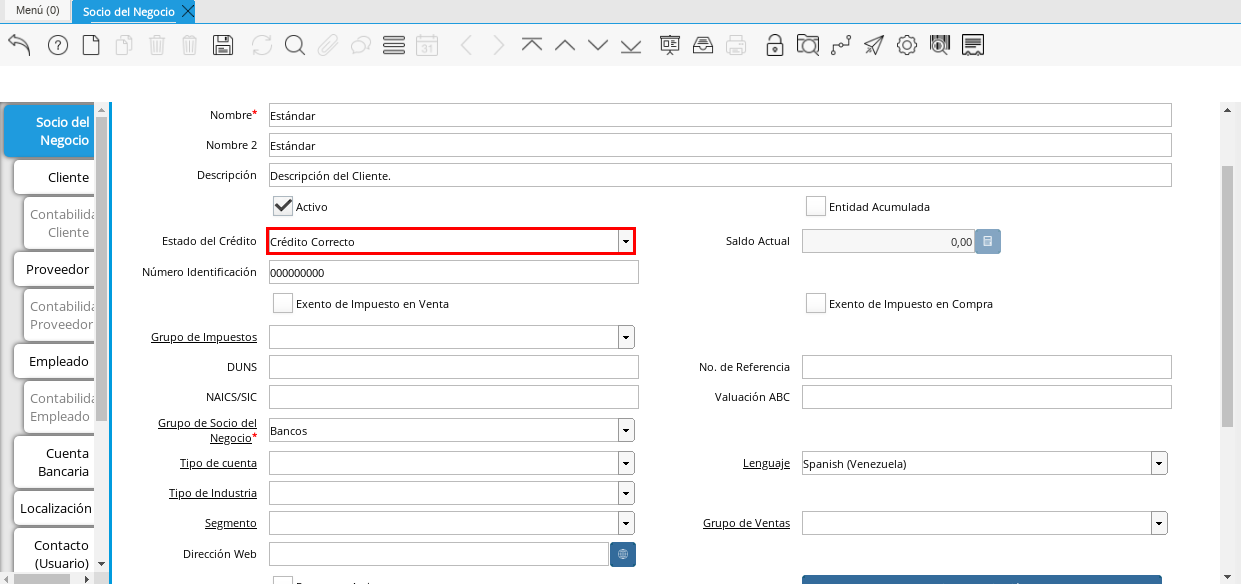 Menú (0)
Socio del Negocio
31
Socio del
Negocio
Cliente
Contabilida
Cliente
Proveedor
Contabilida
Proveedor
Empleado
Contabilida
Empleado
Cuenta
Bancaria
Localización
Contacto
(Usuario)
Nombre* Estándar
Nombre 2 Estándar
Descripción Descripción del Cliente.
Activo Entidad Acumulada
Estado del Crédito Crédito Correcto Saldo Actual 0,00
Número Identificación 000000000
Exento de Impuesto en Venta Exento de Impuesto en Compra
Grupo de Impuestos
DUNS No. de Referencia
NAICS/SIC Valuación ABC
Grupo de Socio del
Negocio* Bancos
Tipo de cuenta Lenguaje Spanish (Venezuela)
Tipo de Industria
Segmento Grupo de Ventas
Dirección Web